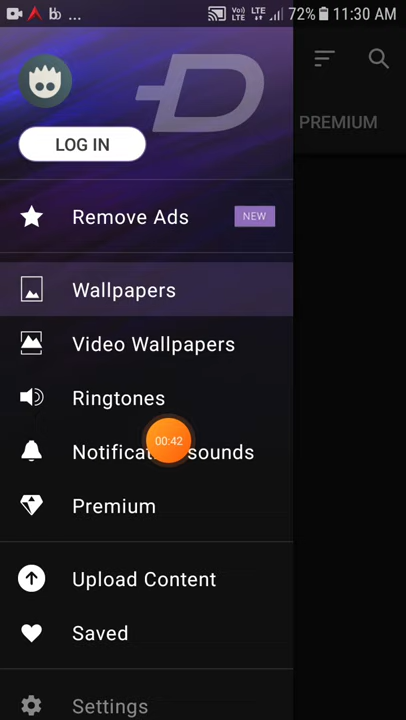 72% 11:30 AM
LOG IN
PREMIUM
Remove Ads NEW
Wallpapers
Video Wallpapers
Ringtones
00:42
sounds
Premium
Upload Content
Saved
Settings